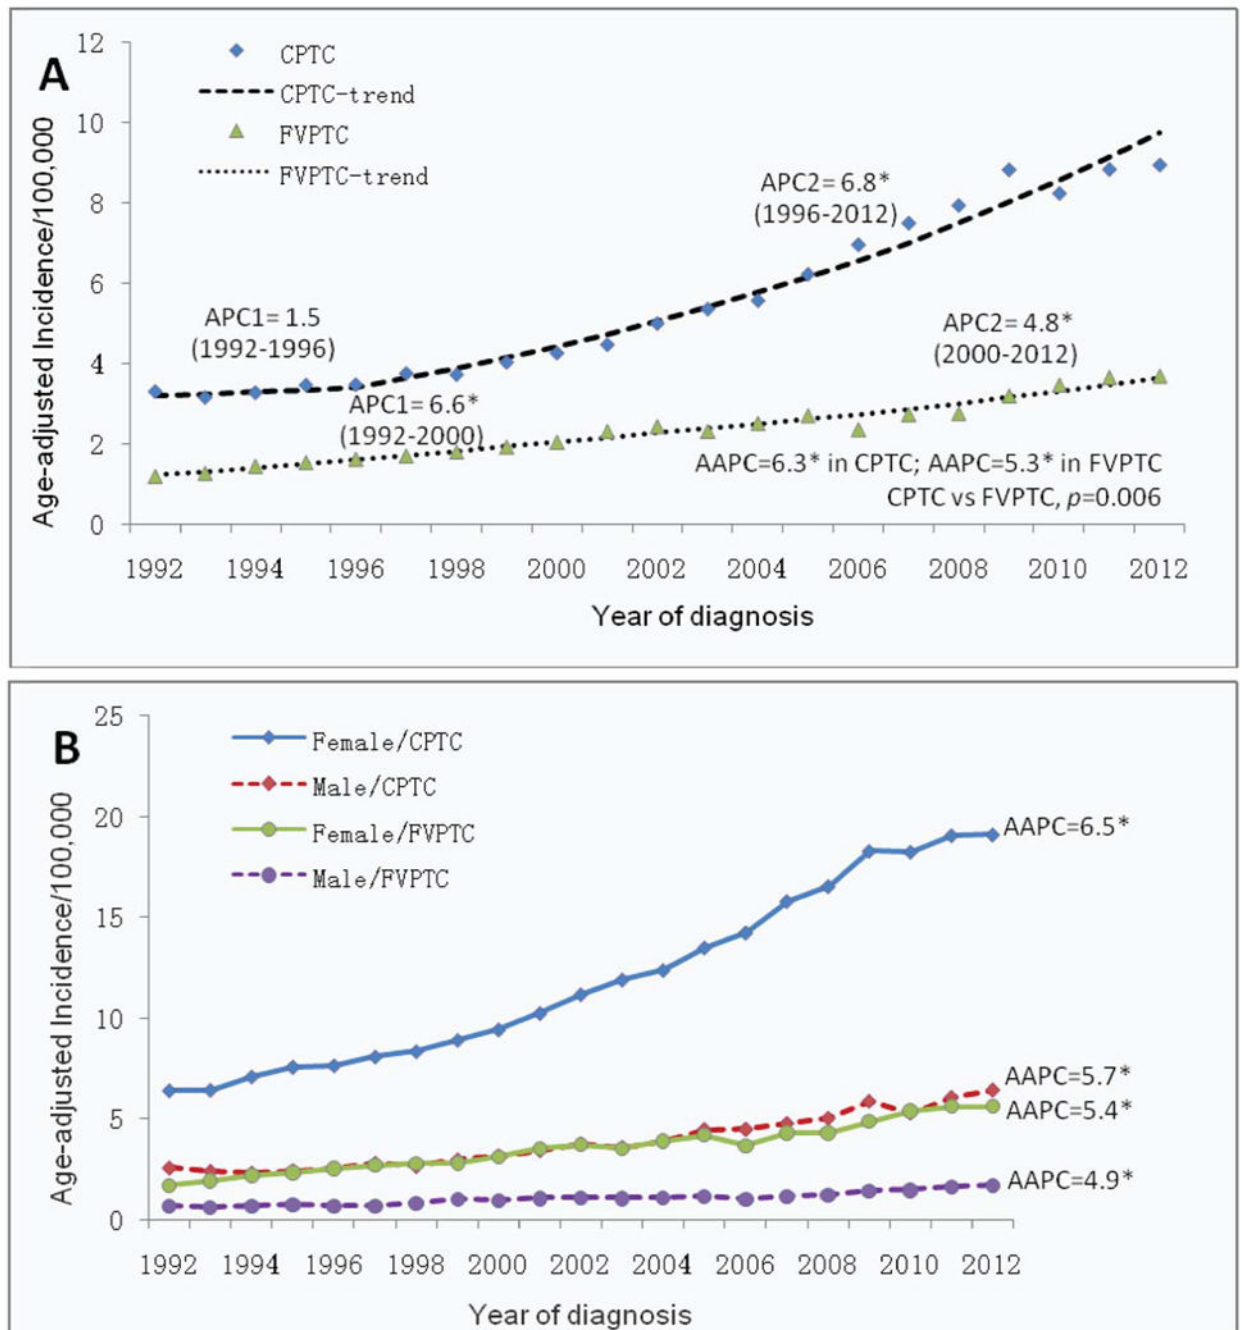 A
12
10
8
6
4
2
0
Age-adjusted Incidence/100,000
CPTC
CPTC-trend
FVPTC
FVPTC-trend
APC1= 1.5
(1992-1996)
APC2= 6.8*
(1996-2012)
APC1= 6.6*
(1992-2000)
APC2= 4.8*
(2000-2012)
AAPC=6.3* in CPTC; AAPC=5.3* in FVPTC
CPTC vs FVPTC, p=0.006
1992 1994 1996 1998 2000 2002 2004 2006 2008 2010 2012
Year of diagnosis
B
25
20
15
10
5
0
Age-adjusted Incidence/100,000
Female/CPTC
Male/CPTC
Female/FVPTC
Male/FVPTC
AAPC=6.5*
AAPC=5.7*
AAPC=5.4*
AAPC=4.9*
1992 1994 1996 1998 2000 2002 2004 2006 2008 2010 2012
Year of diagnosis